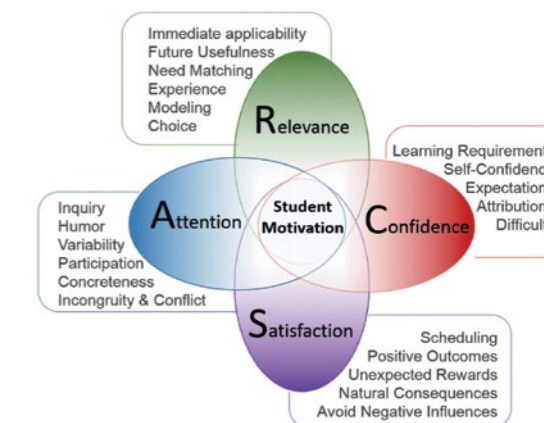 Immediate applicability
Future Usefulness
Need Matching
Experience
Modeling
Choice
Relevance
Learning Requirement
Self-Confidenc
Expectation
Attribution
Difficult
Attention
Student
Motivation
Confidence
Inquiry
Humor
Variability
Participation
Concreteness
Incongruity & Conflict
Satisfaction
Scheduling
Positive Outcomes
Unexpected Rewards
Natural Consequences
Avoid Negative Influences